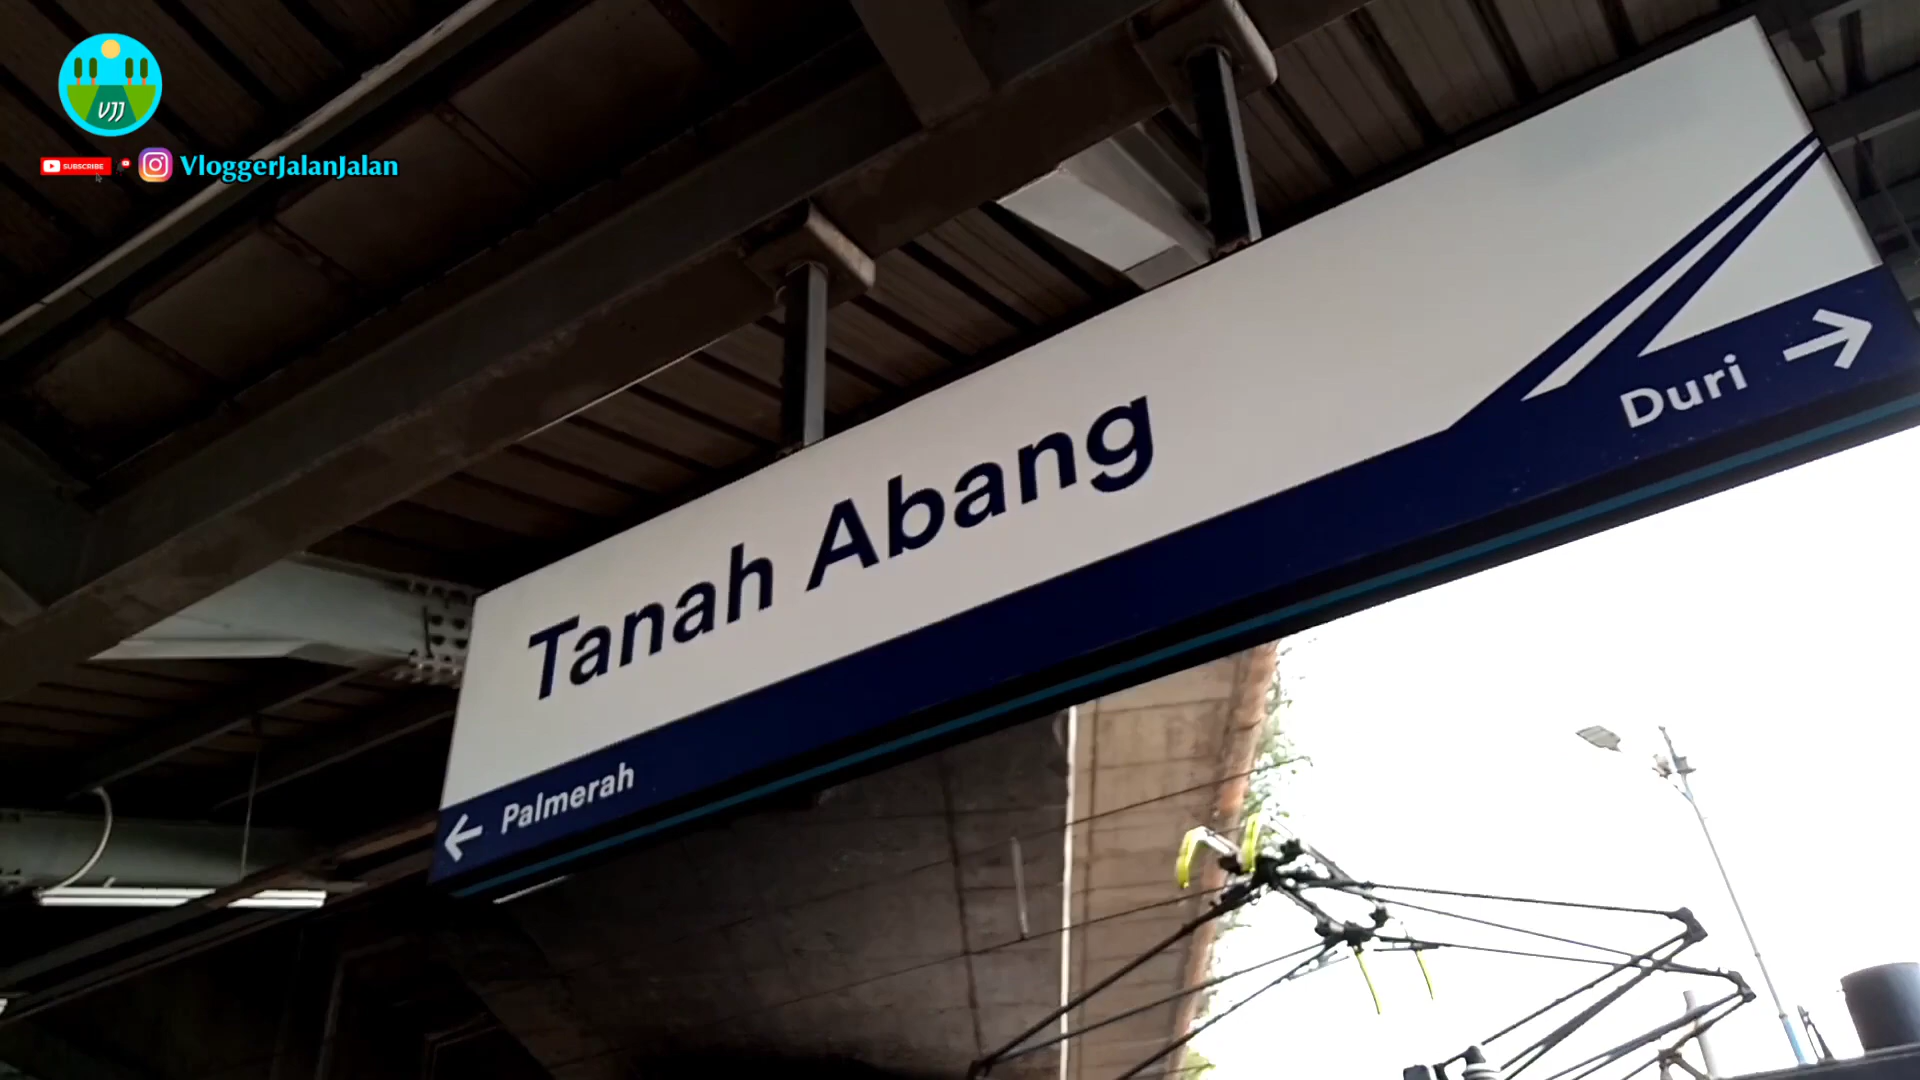 VJJ
SUBSCRIBE
VloggerJalanJalan
Tanah Abang
Duri →
← Palmerah